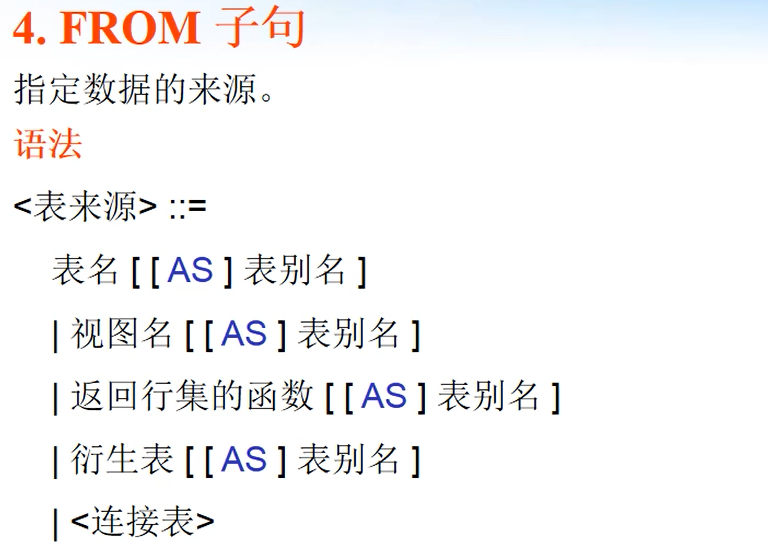 4. FROM 子句
指定数据的来源。
语法
<表来源> ::=
表名 [ [ AS ] 表别名 ]
| 视图名 [ [ AS ] 表别名 ]
| 返回行集的函数 [ [ AS ] 表别名 ]
| 衍生表 [ [ AS ] 表别名 ]
| <连接表>